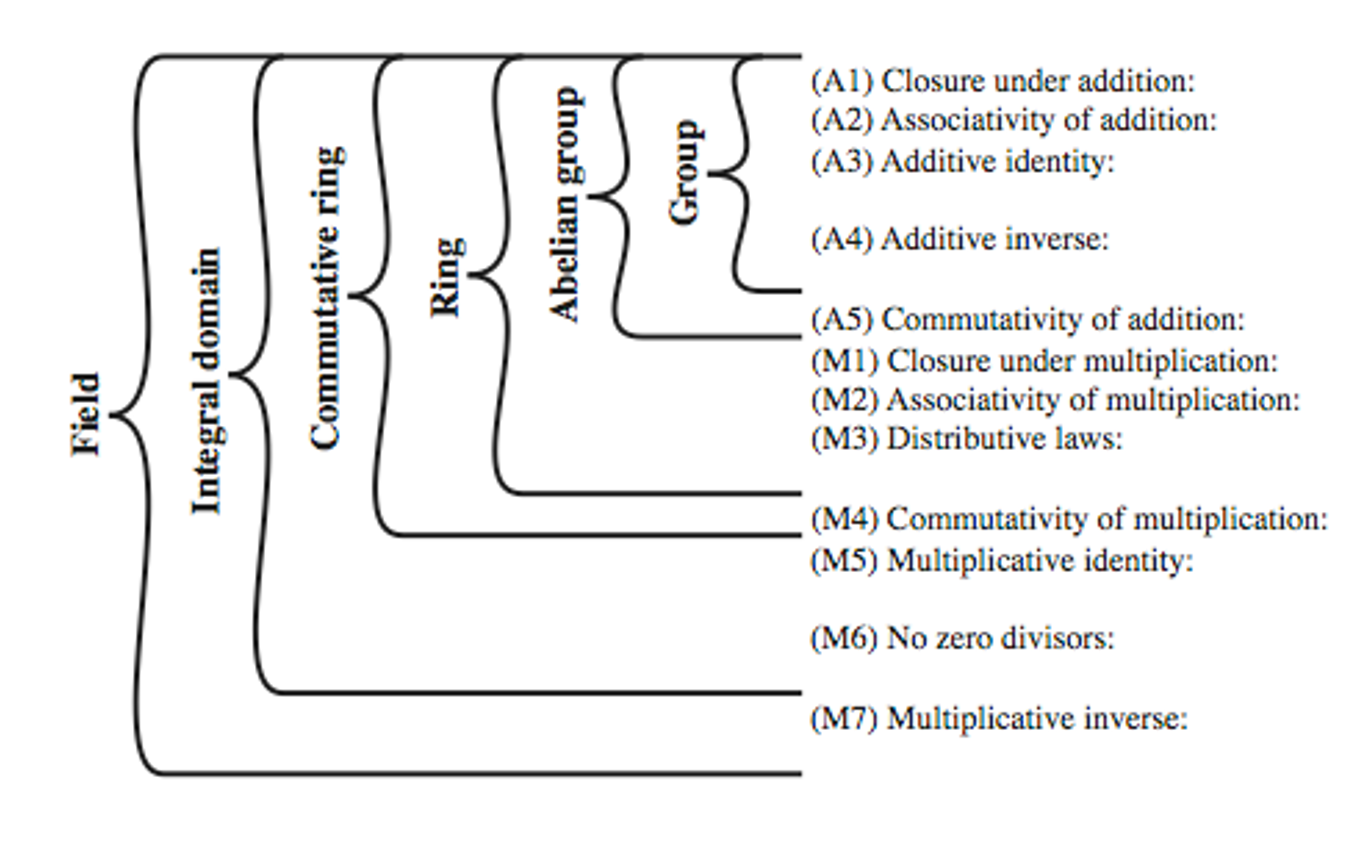 Field
Integral domain
Commutative ring
Ring
Abelian group
Group
(A1) Closure under addition:
(A2) Associativity of addition:
(A3) Additive identity:
(A4) Additive inverse:
(A5) Commutativity of addition:
(M1) Closure under multiplication:
(M2) Associativity of multiplication:
(M3) Distributive laws:
(M4) Commutativity of multiplication:
(M5) Multiplicative identity:
(M6) No zero divisors:
(M7) Multiplicative inverse: